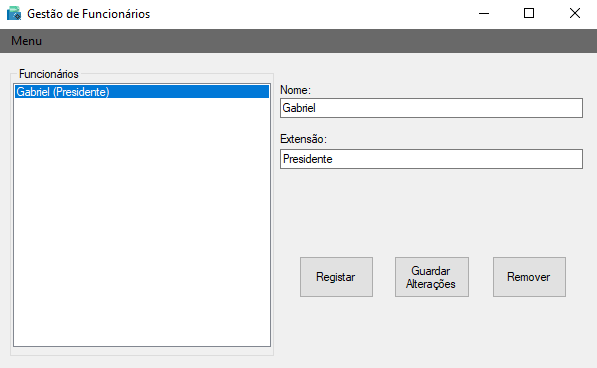 Gestão de Funcionários
Menu
Funcionários
Gabriel (Presidente)
Nome:
Gabriel
Extensão:
Presidente
Registar
Guardar
Alterações
Remover